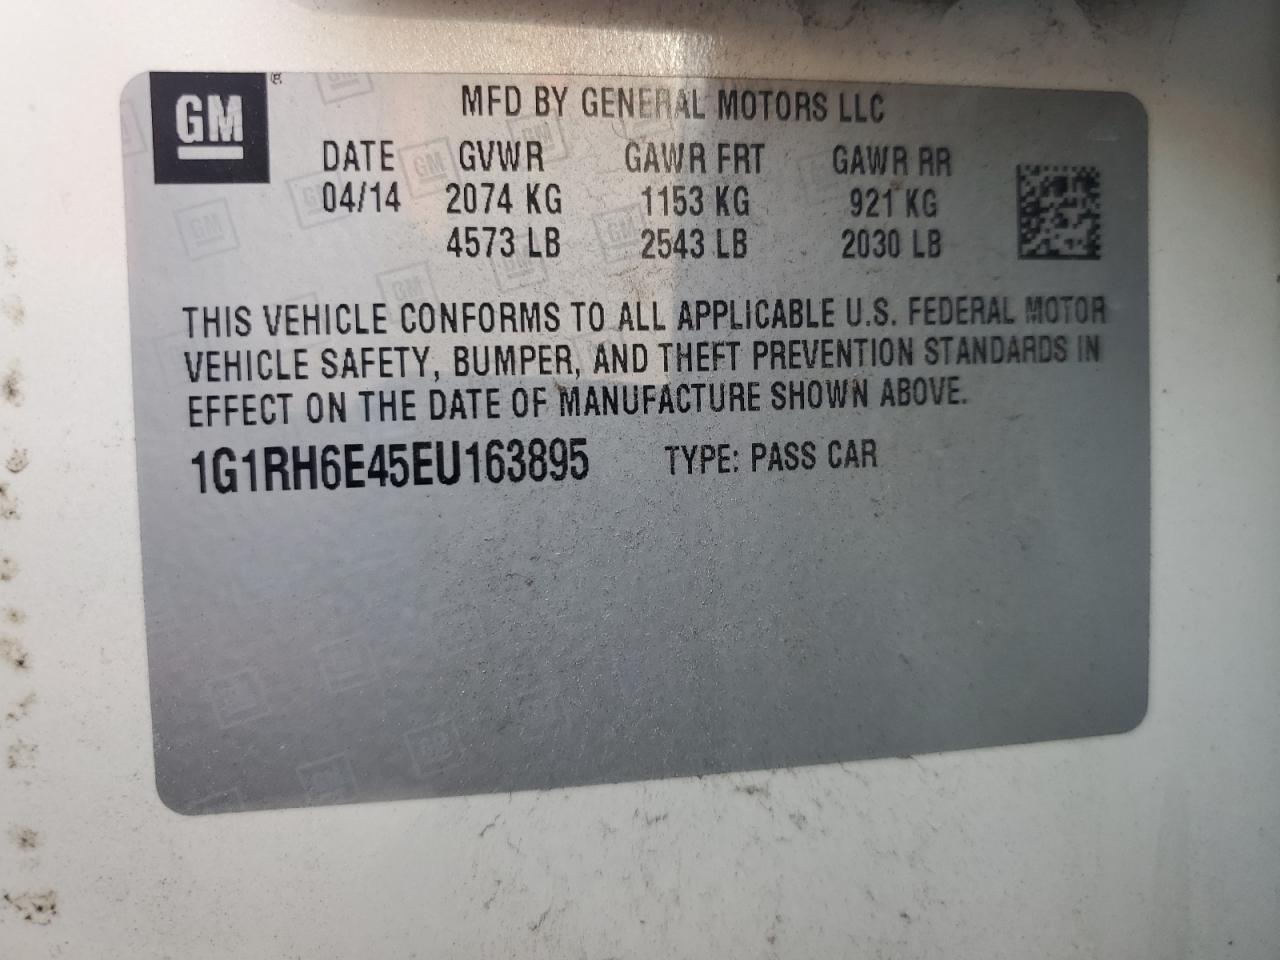 GM
MFD BY GENERAL MOTORS LLC
DATE GVWR GAWR FRT GAWR RR
04/14 2074 KG 1153 KG 921 KG
4573 LB 2543 LB 2030 LB
THIS VEHICLE CONFORMS TO ALL APPLICABLE U.S. FEDERAL MOTOR
VEHICLE SAFETY, BUMPER, AND THEFT PREVENTION STANDARDS IN
EFFECT ON THE DATE OF MANUFACTURE SHOWN ABOVE.
1G1RH6E45EU163895 TYPE: PASS CAR